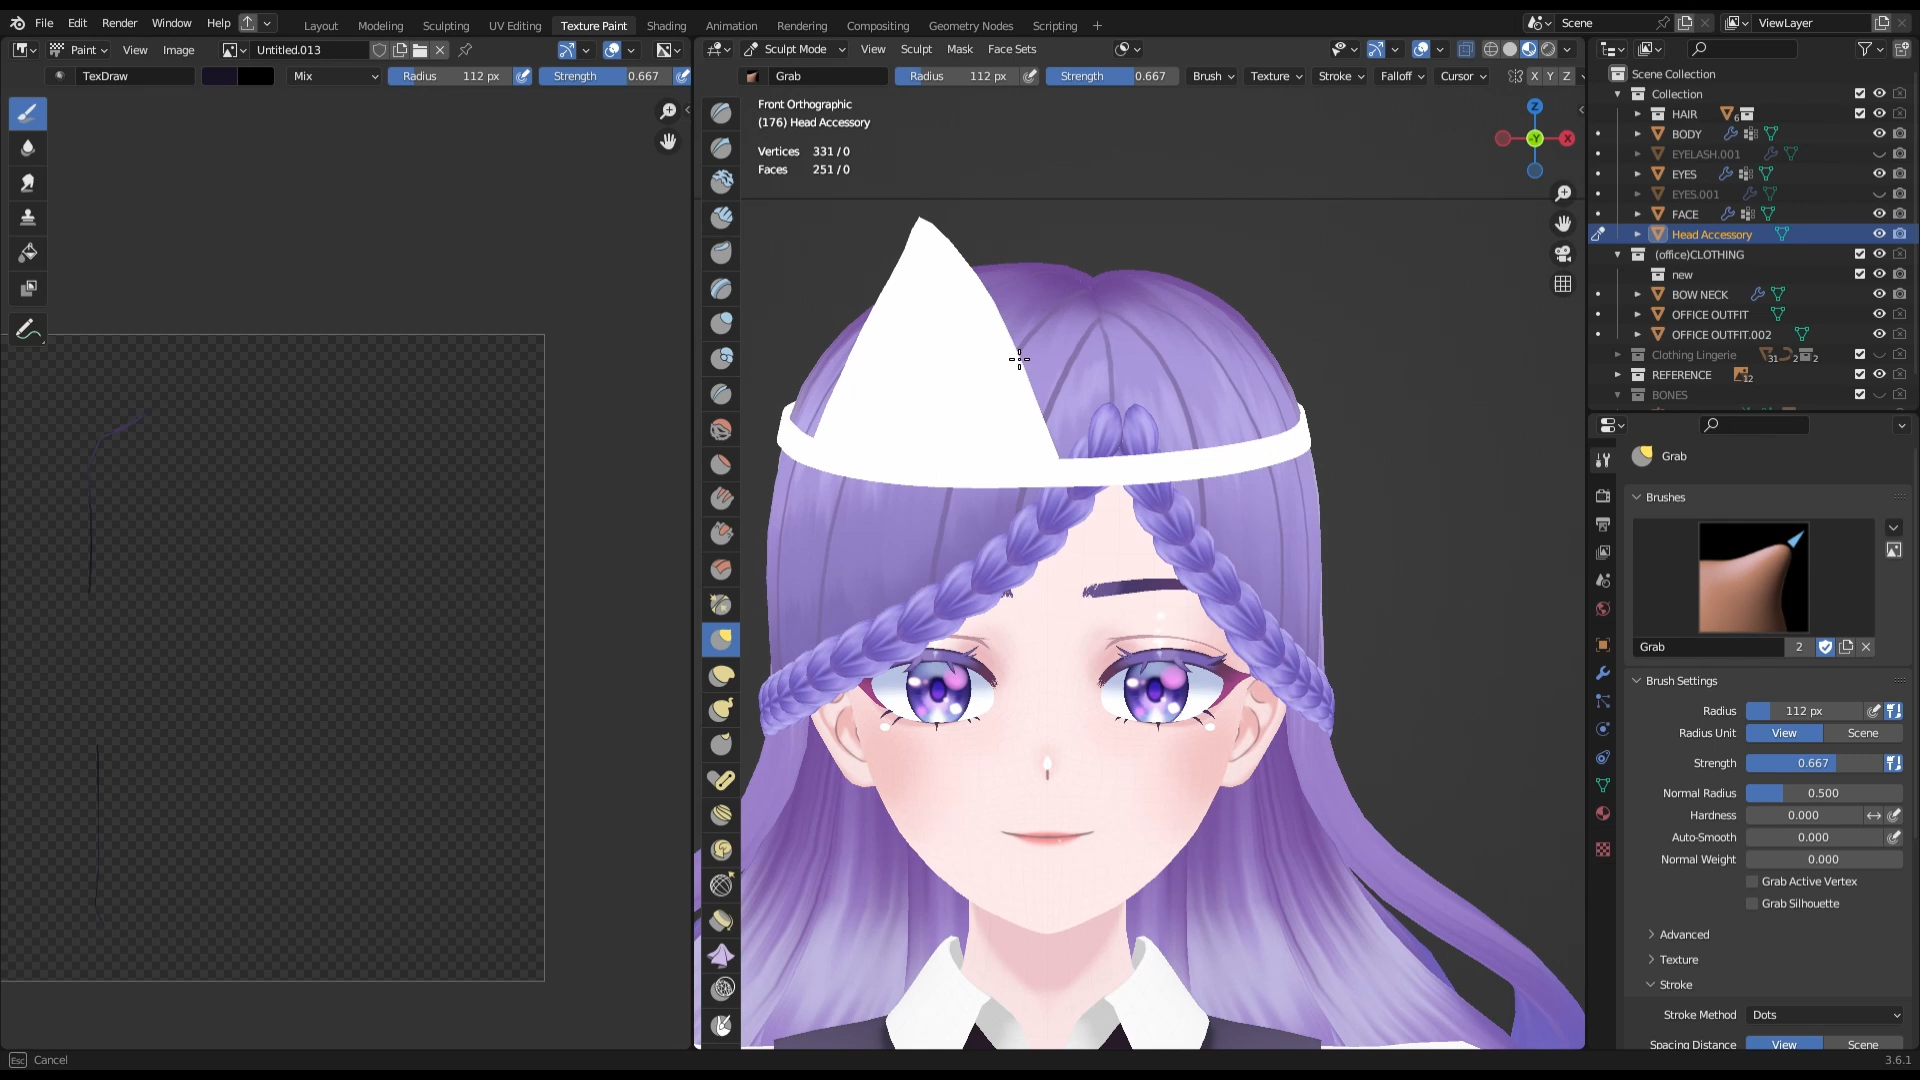 File Edit Render Window Help
Layout Modeling Sculpting UV Editing Texture Paint Shading Animation Rendering Compositing Geometry Nodes Scripting
Scene
ViewLayer
Paint View Image
Untitled.013
Sculpt Mode View Sculpt Mask Face Sets
TexDraw
Mix
Radius 112 px
Strength 0.667
Grab
Radius 112 px
Strength 0.667
Brush Texture Stroke Falloff Cursor
X Y Z
Front Orthographic
(176) Head Accessory
Vertices 331 / 0
Faces 251 / 0
Z
-Y
X
Scene Collection
Collection
HAIR 6
BODY
EYELASH.001
EYES
EYES.001
FACE
Head Accessory
(office)CLOTHING
new
BOW NECK
OFFICE OUTFIT
OFFICE OUTFIT.002
Clothing Lingerie 31 2 2
REFERENCE 12
BONES
Grab
Brushes
Grab 2
Brush Settings
Radius 112 px
Radius Unit View Scene
Strength 0.667
Normal Radius 0.500
Hardness 0.000
Auto-Smooth 0.000
Normal Weight 0.000
Grab Active Vertex
Grab Silhouette
Advanced
Texture
Stroke
Stroke Method Dots
Spacing Distance View Scene
Esc Cancel
3.6.1